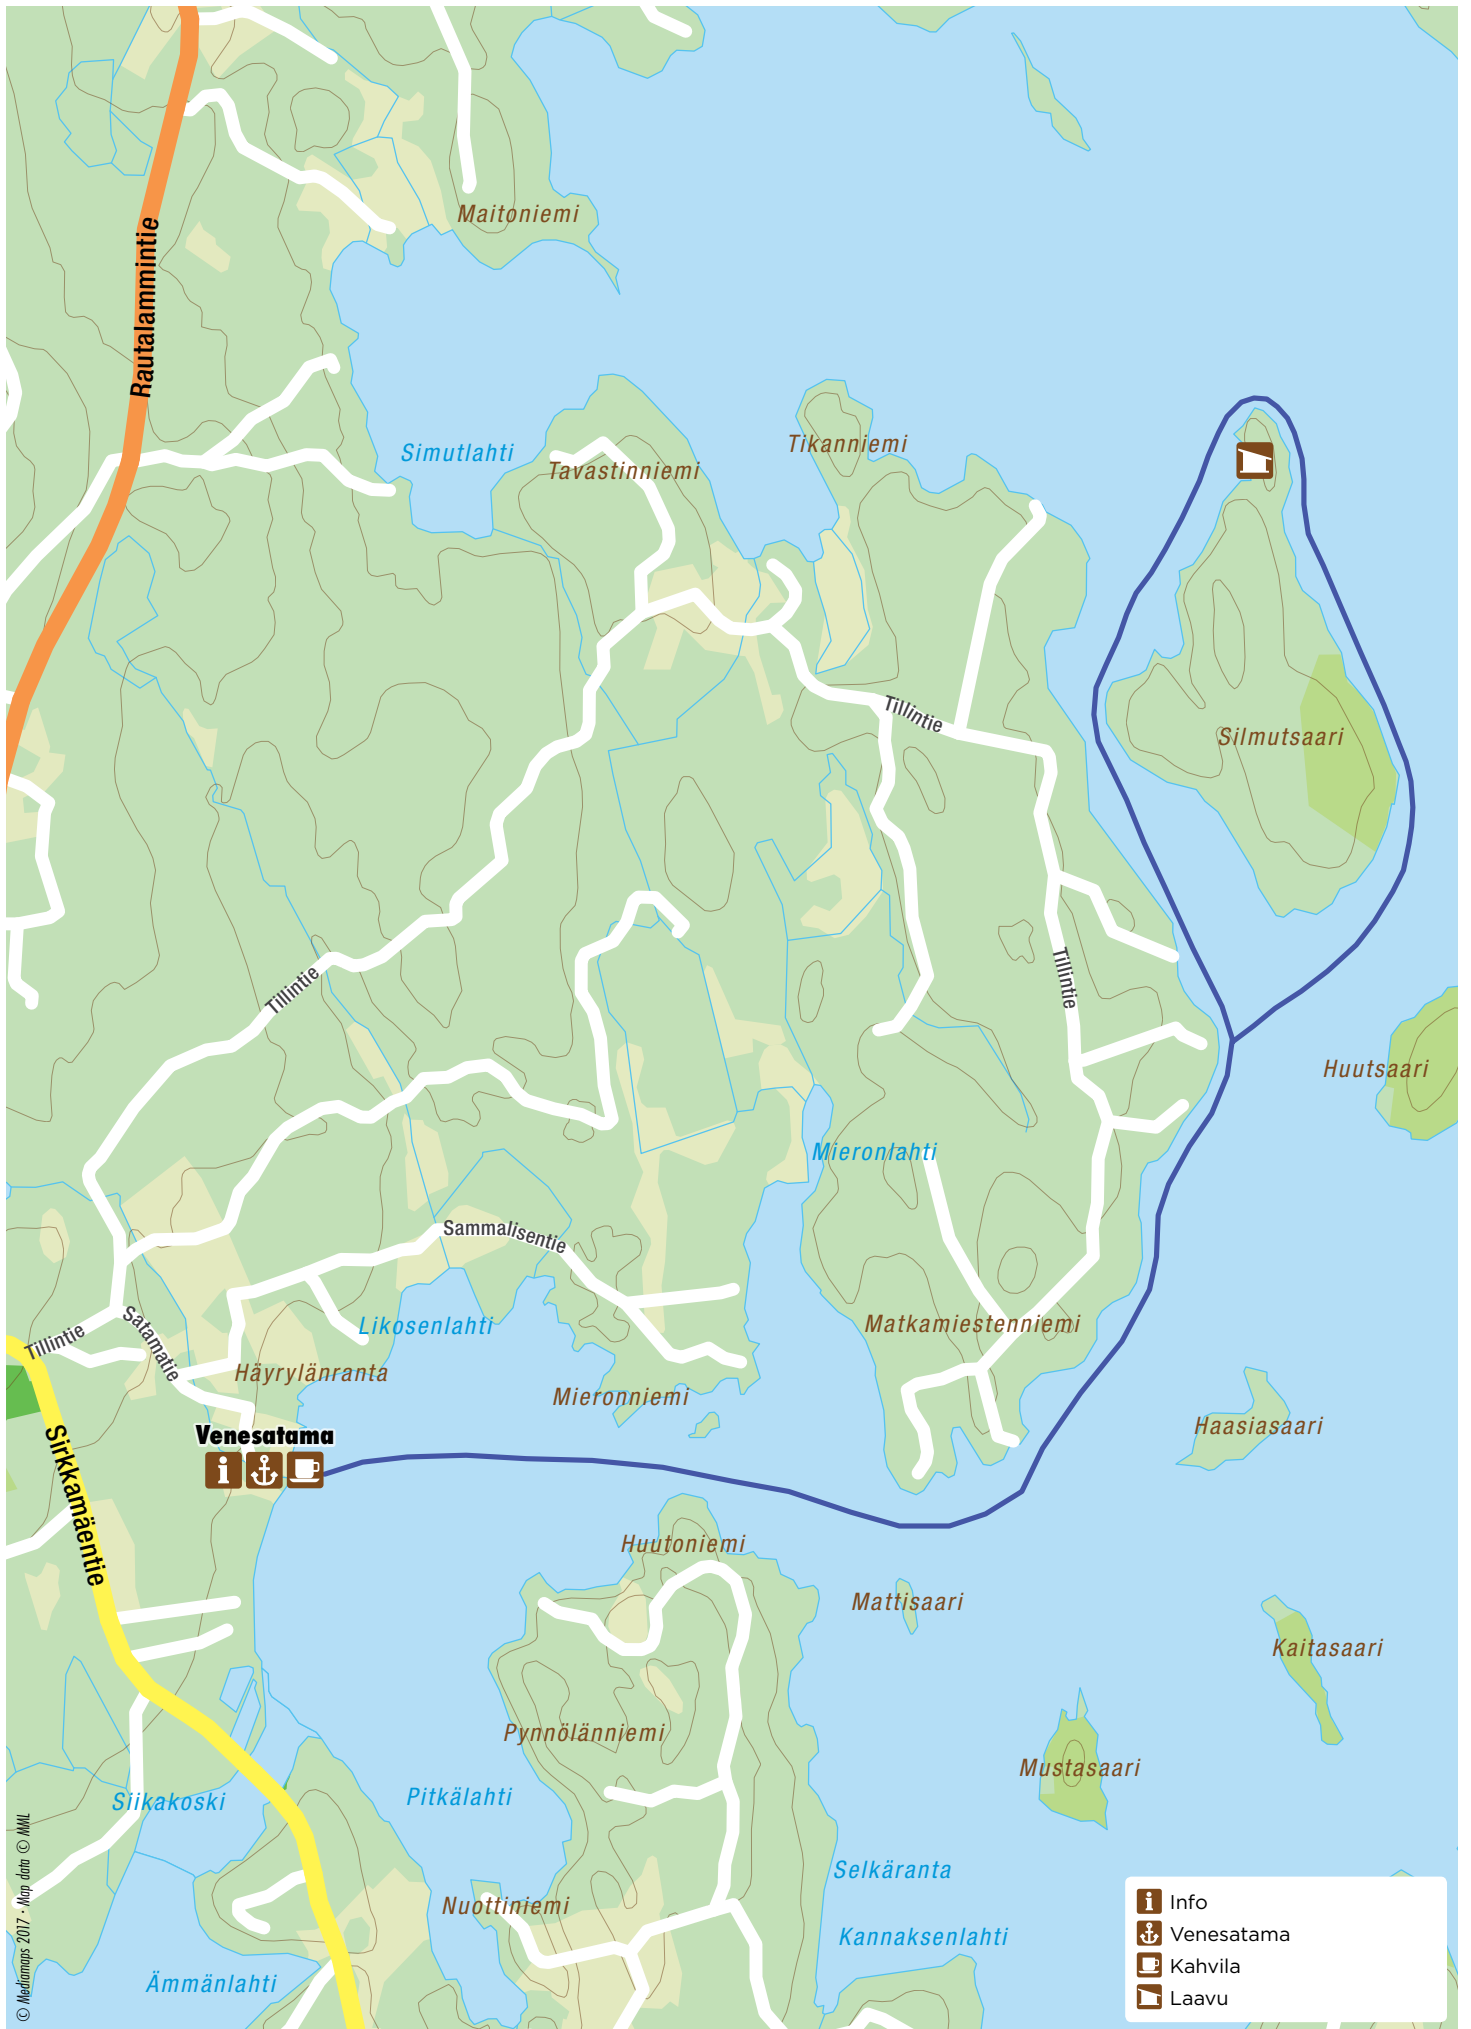 Maitoniemi
Rautalammintie
Simutlahti
Tavastinniemi
Tikanniemi
Tillintie
Silmutsaari
Tillintie
Tillintie
Huutsaari
Mieronlahti
Sammalisentie
Likosenlahti
Matkamiestenniemi
Tillintie
Satamatie
Häyrylänranta
Mieronniemi
Haasiasaari
Venesatama
Sirkkamäentie
Huutoniemi
Mattisaari
Kaitasaari
Pynnölänniemi
Mustasaari
Siikakoski
Pitkälahti
Selkäranta
Nuottiniemi
Kannaksenlahti
Ämmänlahti
© Mediamaps 2017 · Map data © MML
Info
Venesatama
Kahvila
Laavu